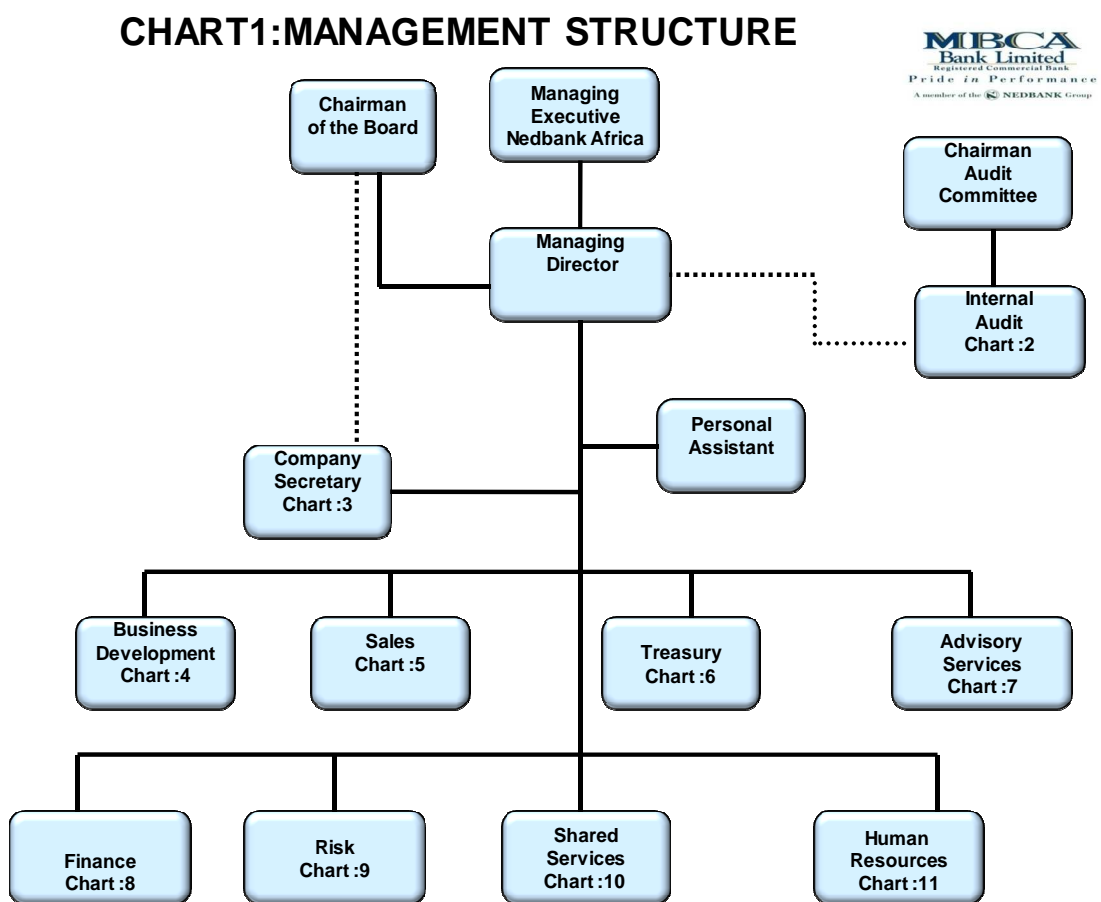 CHART1:MANAGEMENT STRUCTURE
MBCA
Bank Limited
Registered Commercial Bank
Pride in Performance
A member of the NEDBANK Group
Chairman
of the Board
Managing
Executive
Nedbank Africa
Chairman
Audit
Committee
Managing
Director
Internal
Audit
Chart :2
Personal
Assistant
Company
Secretary
Chart :3
Business
Development
Chart :4
Sales
Chart :5
Treasury
Chart :6
Advisory
Services
Chart :7
Finance
Chart :8
Risk
Chart :9
Shared
Services
Chart :10
Human
Resources
Chart :11